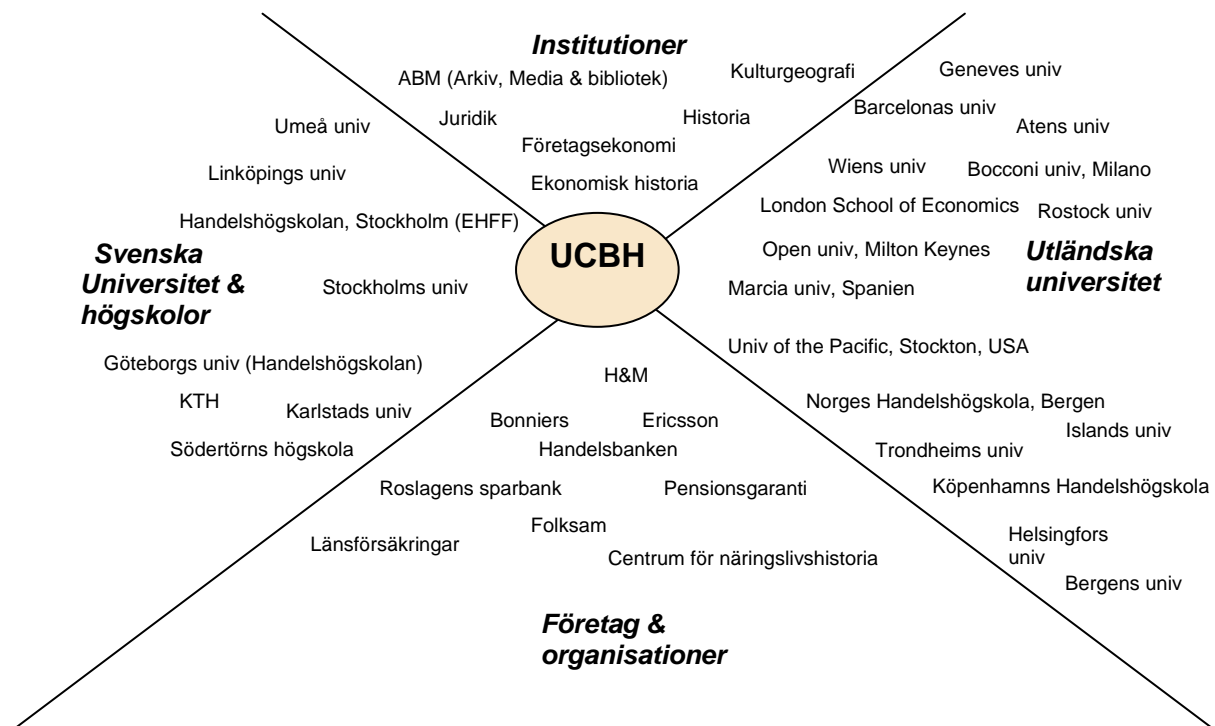 Institutioner
ABM (Arkiv, Media & bibliotek)
Kulturgeografi
Juridik
Historia
Företagsekonomi
Ekonomisk historia
Umeå univ
Linköpings univ
Handelshögskolan, Stockholm (EHFF)
Svenska
Universitet &
högskolor
Stockholms univ
Göteborgs univ (Handelshögskolan)
KTH
Karlstads univ
Södertörns högskola
UCBH
Geneves univ
Barcelonas univ
Atens univ
Wiens univ
Bocconi univ, Milano
London School of Economics
Rostock univ
Open univ, Milton Keynes
Utländska
universitet
Marcia univ, Spanien
Univ of the Pacific, Stockton, USA
Norges Handelshögskola, Bergen
Islands univ
Trondheims univ
Köpenhamns Handelshögskola
Helsingfors
univ
Bergens univ
H&M
Bonniers
Ericsson
Handelsbanken
Roslagens sparbank
Pensionsgaranti
Folksam
Länsförsäkringar
Centrum för näringslivshistoria
Företag &
organisationer